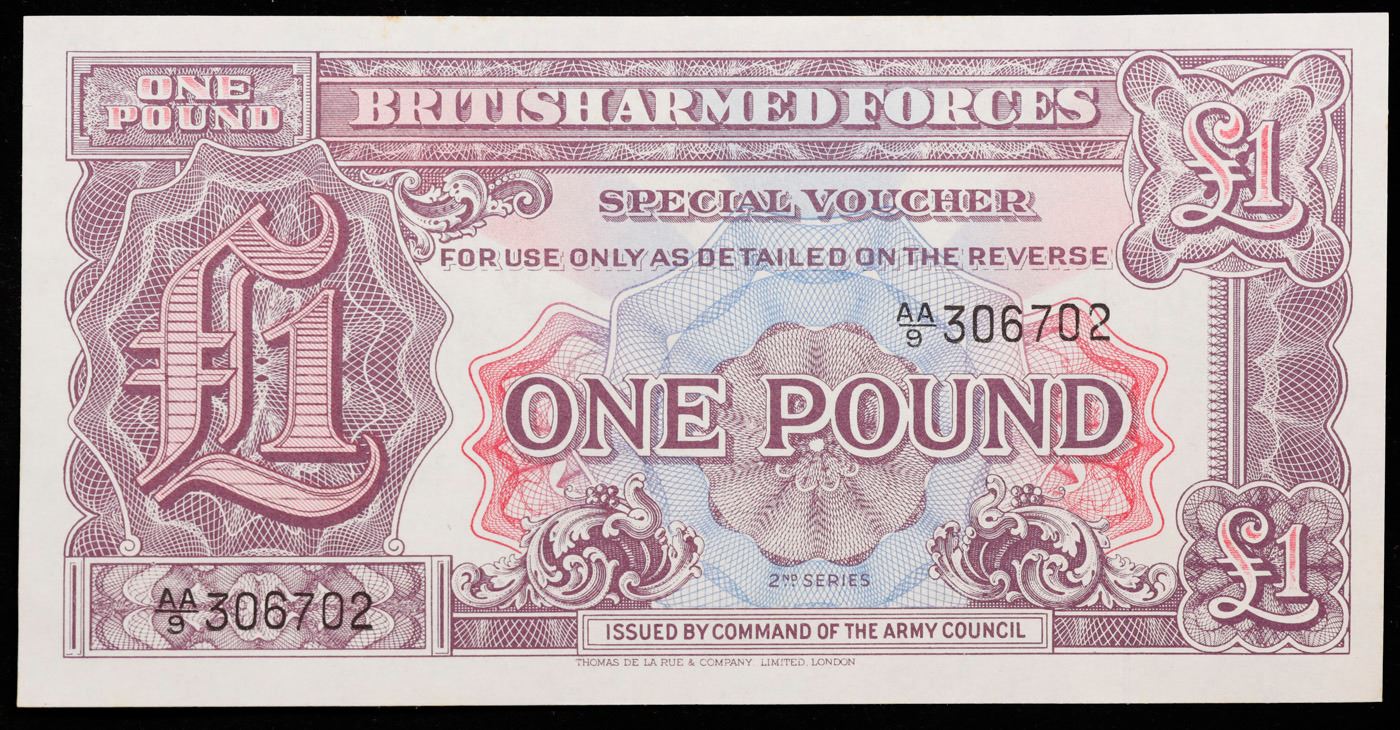 ONE
POUND
BRITISH ARMED FORCES
£1
SPECIAL VOUCHER
FOR USE ONLY AS DETAILED ON THE REVERSE
£1
AA/9 306702
ONE POUND
£1
2ND SERIES
AA/9 306702
ISSUED BY COMMAND OF THE ARMY COUNCIL
THOMAS DE LA RUE & COMPANY, LIMITED, LONDON